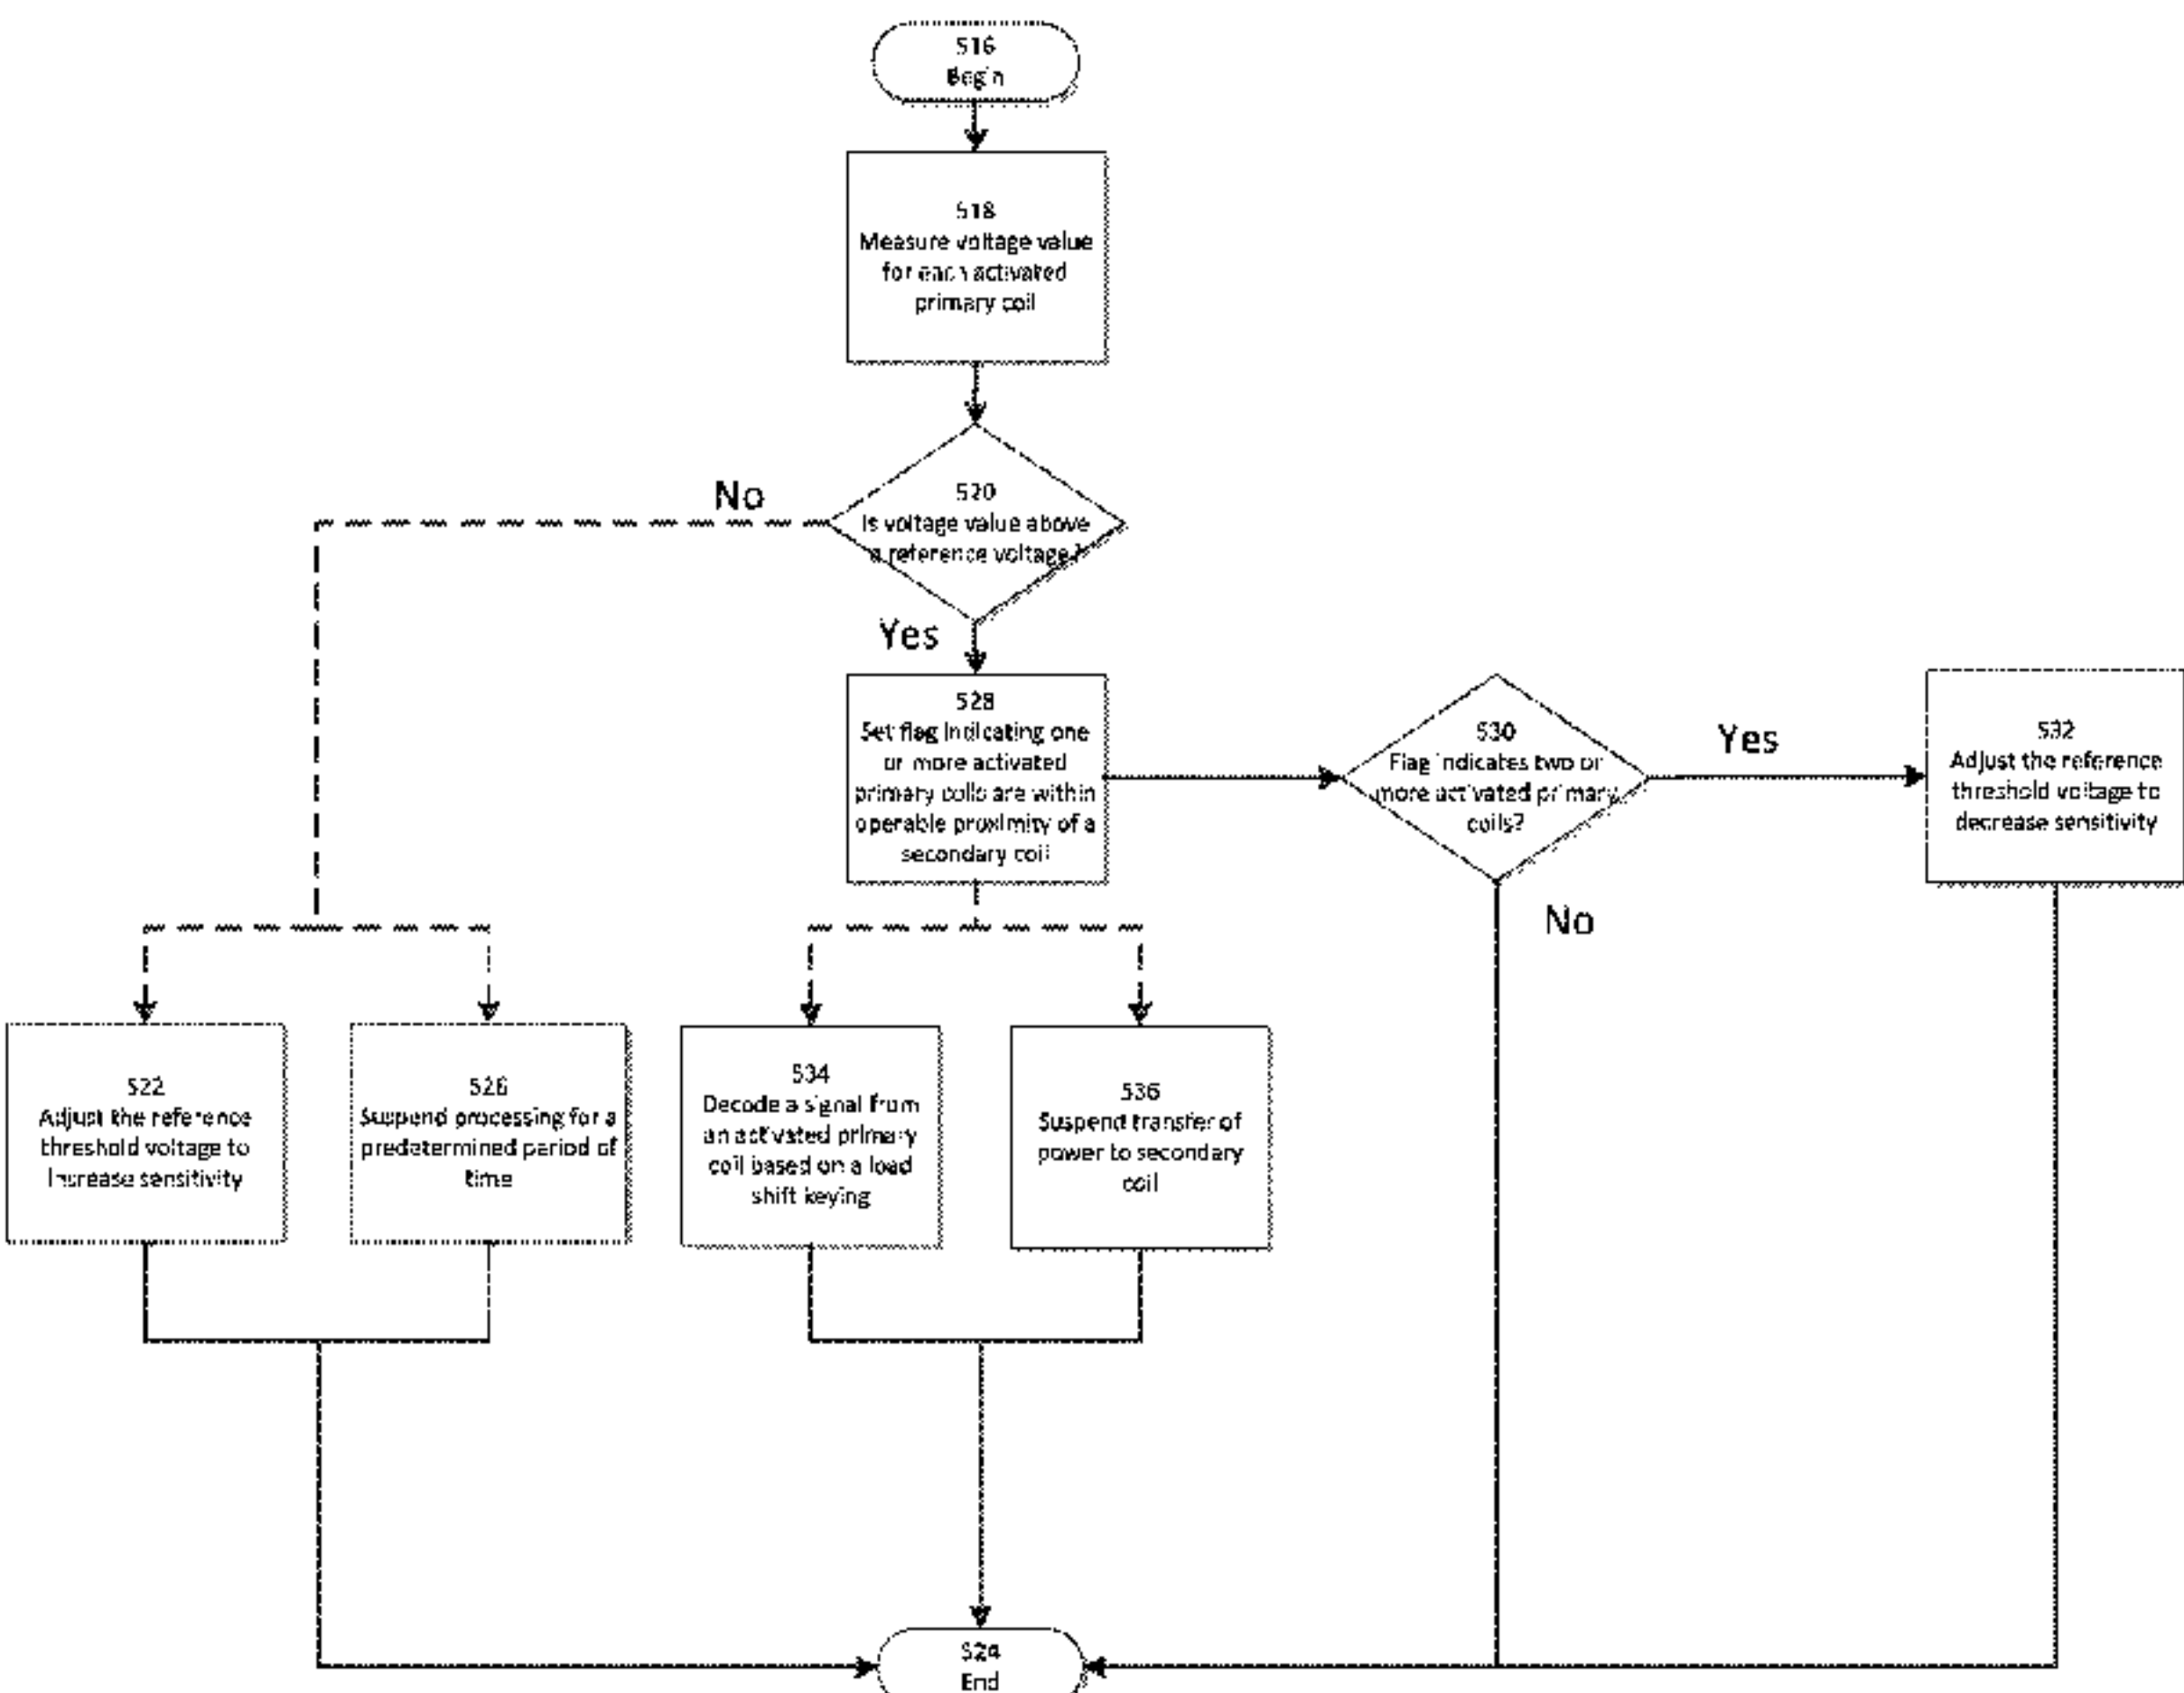 516
Begin
518
Measure voltage value
for each activated
primary coil
No
520
Is voltage value above
a reference voltage?
Yes
528
Set flag indicating one
or more activated
primary coils are within
operable proximity of a
secondary coil
530
Flag indicates two or
more activated primary
coils?
Yes
532
Adjust the reference
threshold voltage to
decrease sensitivity
No
522
Adjust the reference
threshold voltage to
increase sensitivity
526
Suspend processing for a
predetermined period of
time
534
Decode a signal from
an activated primary
coil based on a load
shift keying
536
Suspend transfer of
power to secondary
coil
524
End